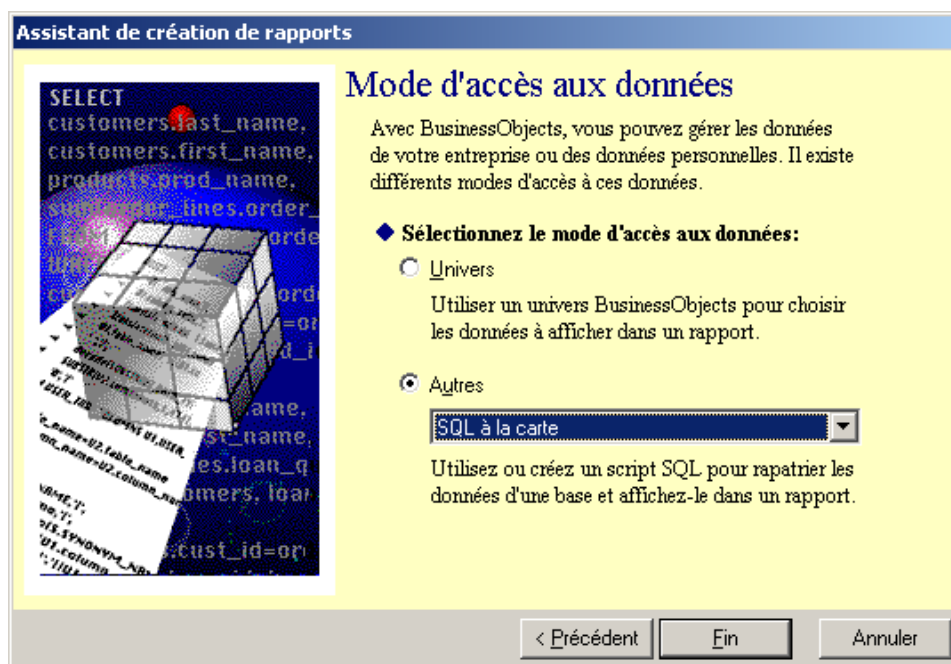 Assistant de création de rapports
SELECT
customers.last_name,
customers.first_name,
products.prod_name,
Mode d'accès aux données
Avec BusinessObjects, vous pouvez gérer les données
de votre entreprise ou des données personnelles. Il existe
différents modes d'accès à ces données.
Sélectionnez le mode d'accès aux données:
Univers
Utiliser un univers BusinessObjects pour choisir
les données à afficher dans un rapport.
Autres
SQL à la carte
Utilisez ou créez un script SQL pour rapatrier les
données d'une base et affichez-le dans un rapport.
< Précédent
Fin
Annuler